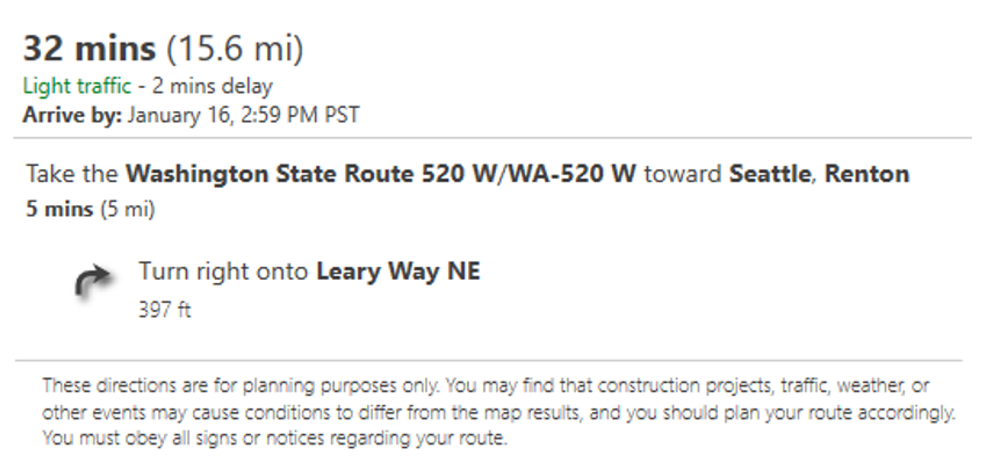 32 mins (15.6 mi)
Light traffic - 2 mins delay
Arrive by: January 16, 2:59 PM PST
Take the Washington State Route 520 W/WA-520 W toward Seattle, Renton
5 mins (5 mi)
Turn right onto Leary Way NE
397 ft
These directions are for planning purposes only. You may find that construction projects, traffic, weather, or
other events may cause conditions to differ from the map results, and you should plan your route accordingly.
You must obey all signs or notices regarding your route.